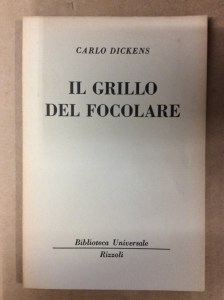 CARLO DICKENS
IL GRILLO
DEL FOCOLARE
Biblioteca Universale
Rizzoli